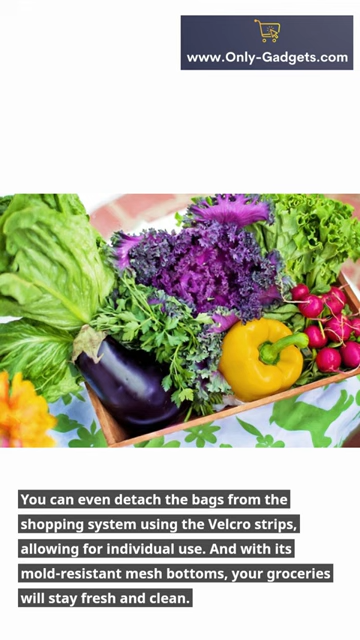 www.Only-Gadgets.com
You can even detach the bags from the
shopping system using the Velcro strips,
allowing for individual use. And with its
mold-resistant mesh bottoms, your groceries
will stay fresh and clean.